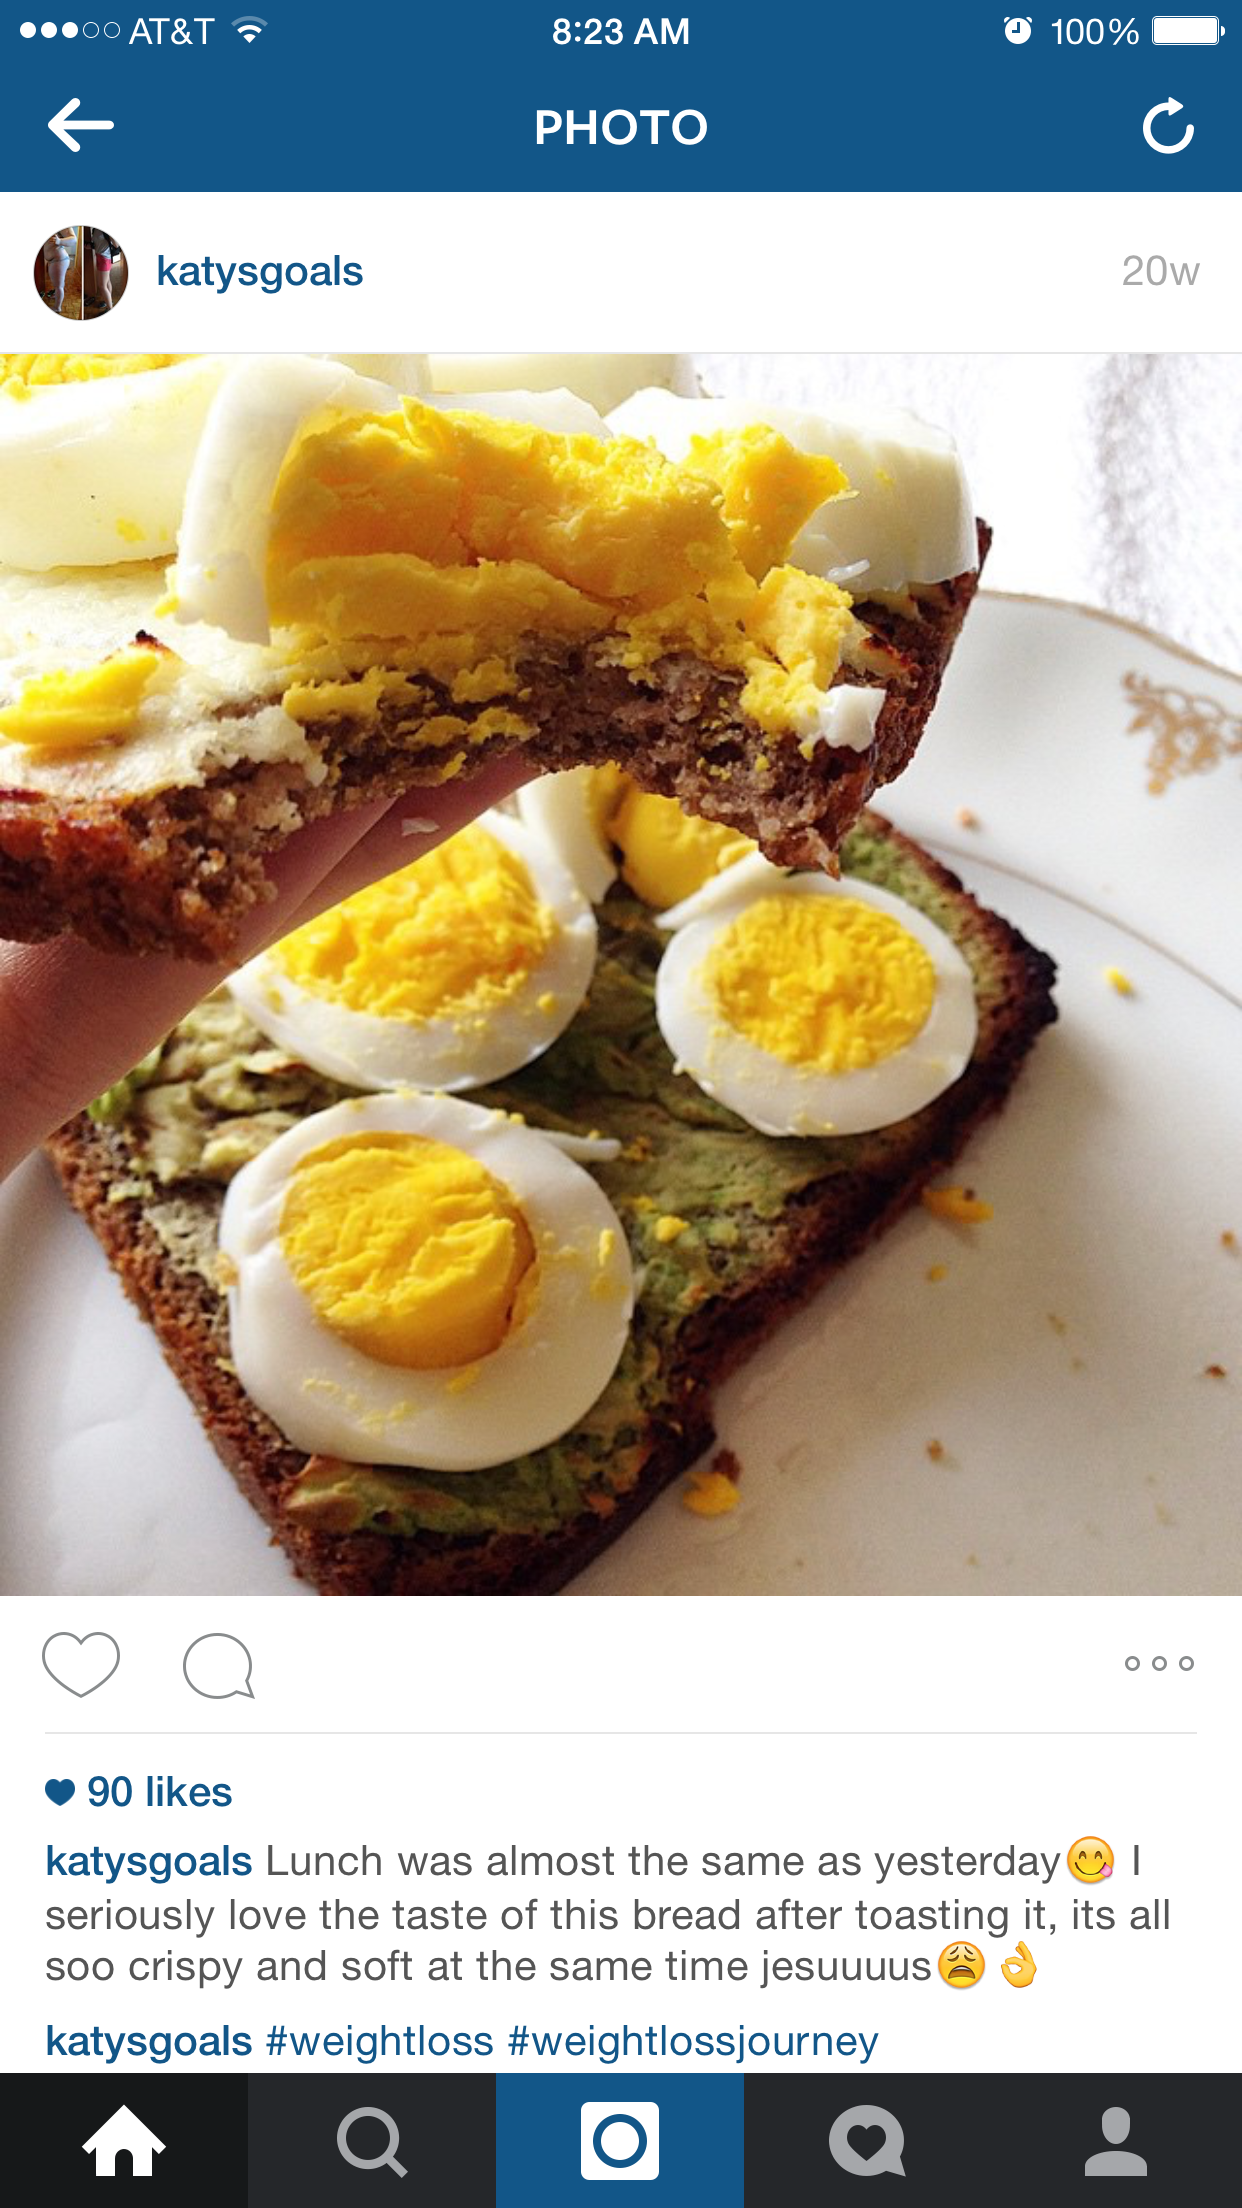 AT&T 8:23 AM 100%
PHOTO
katysgoals 20w
90 likes
katysgoals Lunch was almost the same as yesterday😋 I
seriously love the taste of this bread after toasting it, its all
soo crispy and soft at the same time jesuuuus😩👌
katysgoals #weightloss #weightlossjourney